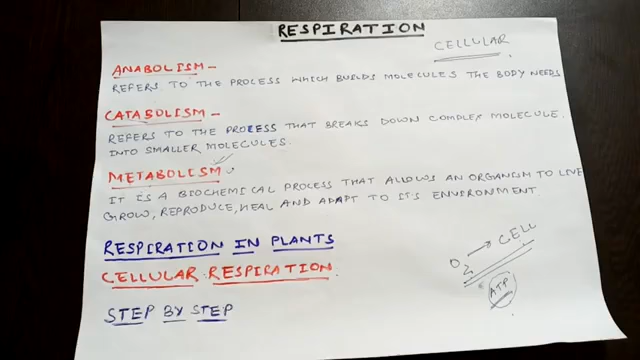 RESPIRATION
CELLULAR
ANABOLISM -
REFERS TO THE PROCESS WHICH BUILDS MOLECULES THE BODY NEEDS
CATABOLISM -
REFERS TO THE PROCESS THAT BREAKS DOWN COMPLEX MOLECULE
INTO SMALLER MOLECULES.
METABOLISM -
IT IS A BIOCHEMICAL PROCESS THAT ALLOWS AN ORGANISM TO LIVE
GROW, REPRODUCE, HEAL AND ADAPT TO ITS ENVIRONMENT.
RESPIRATION IN PLANTS
CELLULAR RESPIRATION
O2 → CELL
ATP
STEP BY STEP